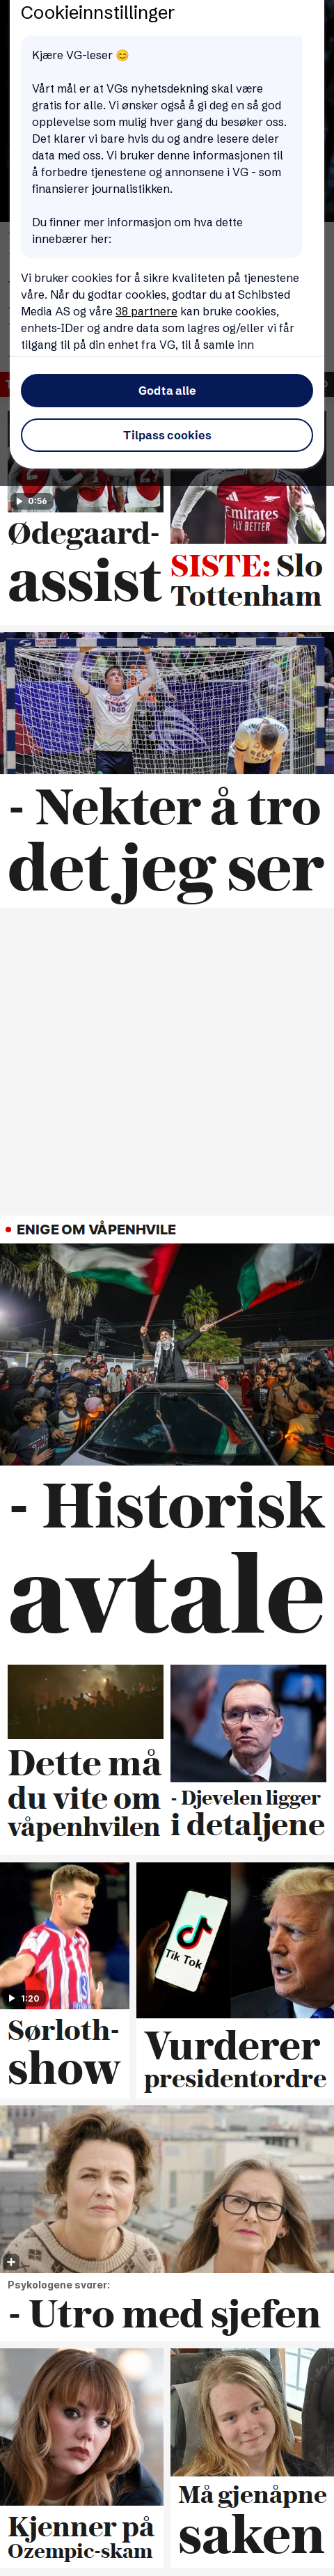 Cookieinnstillinger
Kjære VG-leser 😊
Vårt mål er at VGs nyhetsdekning skal være
gratis for alle. Vi ønsker også å gi deg en så god
opplevelse som mulig hver gang du besøker oss.
Det klarer vi bare hvis du og andre lesere deler
data med oss. Vi bruker denne informasjonen til
å forbedre tjenestene og annonsene i VG - som
finansierer journalistikken.
Du finner mer informasjon om hva dette
innebærer her:
Vi bruker cookies for å sikre kvaliteten på tjenestene
våre. Når du godtar cookies, godtar du at Schibsted
Media AS og våre 38 partnere kan bruke cookies,
enhets-IDer og andre data som lagres og/eller vi får
tilgang til på din enhet fra VG, til å samle inn
Godta alle
Tilpass cookies
0:56
Emirates
FLY BETTER
Ødegaard-
assist
SISTE: Slo
Tottenham
- Nekter å tro
det jeg ser
ENIGE OM VÅPENHVILE
- Historisk
avtale
Dette må
du vite om
våpenhvilen
- Djevelen ligger
i detaljene
1:20
Tik Tok
Sørloth-
show
Vurderer
presidentordre
Psykologene svarer:
- Utro med sjefen
Kjenner på
Ozempic-skam
Må gjenåpne
saken